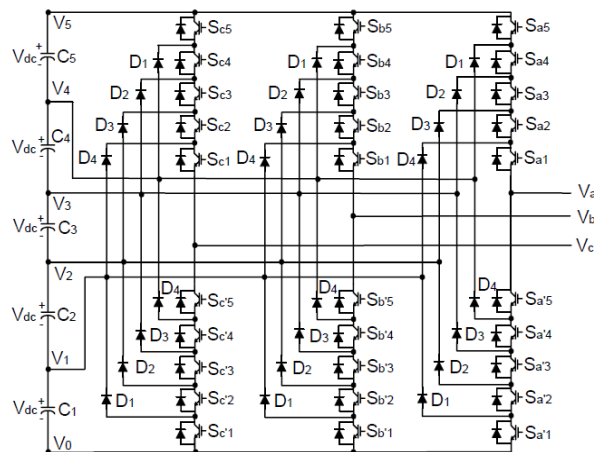 V5 Sc5 Sb5 Sa5
Vdc + - C5 D1 Sc4 D1 Sb4 D1 Sa4
V4 D2 Sc3 D2 Sb3 D2 Sa3
C4 D3 Sc2 D3 Sb2 D3 Sa2
Vdc + - D4 Sc1 D4 Sb1 D4 Sa1
V3 Va
Vdc + - C3 Vb
V2 Vc
D4 Sc'5 D4 Sb'5 D4 Sa'5
Vdc + - C2 D3 Sc'4 D3 Sb'4 D3 Sa'4
V1 D2 Sc'3 D2 Sb'3 D2 Sa'3
Vdc + - C1 D1 Sc'2 D1 Sb'2 D1 Sa'2
V0 Sc'1 Sb'1 Sa'1